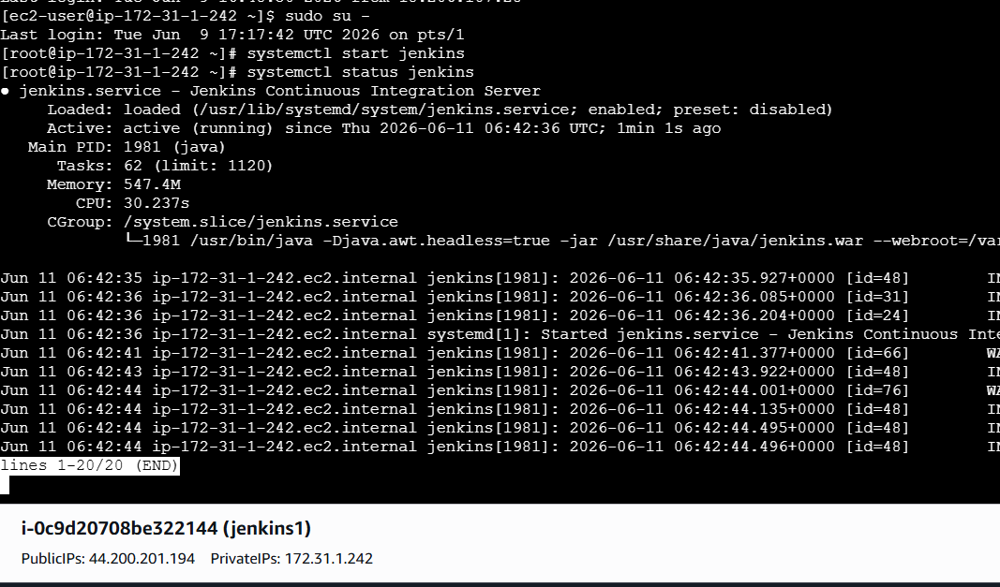 [ec2-user@ip-172-31-1-242 ~]$ sudo su -
Last login: Tue Jun  9 17:17:42 UTC 2026 on pts/1
[root@ip-172-31-1-242 ~]# systemctl start jenkins
[root@ip-172-31-1-242 ~]# systemctl status jenkins
● jenkins.service - Jenkins Continuous Integration Server
     Loaded: loaded (/usr/lib/systemd/system/jenkins.service; enabled; preset: disabled)
     Active: active (running) since Thu 2026-06-11 06:42:36 UTC; 1min 1s ago
   Main PID: 1981 (java)
      Tasks: 62 (limit: 1120)
     Memory: 547.4M
        CPU: 30.237s
     CGroup: /system.slice/jenkins.service
             └─1981 /usr/bin/java -Djava.awt.headless=true -jar /usr/share/java/jenkins.war --webroot=/var
Jun 11 06:42:35 ip-172-31-1-242.ec2.internal jenkins[1981]: 2026-06-11 06:42:35.927+0000 [id=48]        IN
Jun 11 06:42:36 ip-172-31-1-242.ec2.internal jenkins[1981]: 2026-06-11 06:42:36.085+0000 [id=31]        IN
Jun 11 06:42:36 ip-172-31-1-242.ec2.internal jenkins[1981]: 2026-06-11 06:42:36.204+0000 [id=24]        IN
Jun 11 06:42:36 ip-172-31-1-242.ec2.internal systemd[1]: Started jenkins.service - Jenkins Continuous Inte
Jun 11 06:42:41 ip-172-31-1-242.ec2.internal jenkins[1981]: 2026-06-11 06:42:41.377+0000 [id=66]        WA
Jun 11 06:42:43 ip-172-31-1-242.ec2.internal jenkins[1981]: 2026-06-11 06:42:43.922+0000 [id=48]        IN
Jun 11 06:42:44 ip-172-31-1-242.ec2.internal jenkins[1981]: 2026-06-11 06:42:44.001+0000 [id=76]        WA
Jun 11 06:42:44 ip-172-31-1-242.ec2.internal jenkins[1981]: 2026-06-11 06:42:44.135+0000 [id=48]        IN
Jun 11 06:42:44 ip-172-31-1-242.ec2.internal jenkins[1981]: 2026-06-11 06:42:44.495+0000 [id=48]        IN
Jun 11 06:42:44 ip-172-31-1-242.ec2.internal jenkins[1981]: 2026-06-11 06:42:44.496+0000 [id=48]        IN
lines 1-20/20 (END)
i-0c9d20708be322144 (jenkins1)
PublicIPs: 44.200.201.194    PrivateIPs: 172.31.1.242